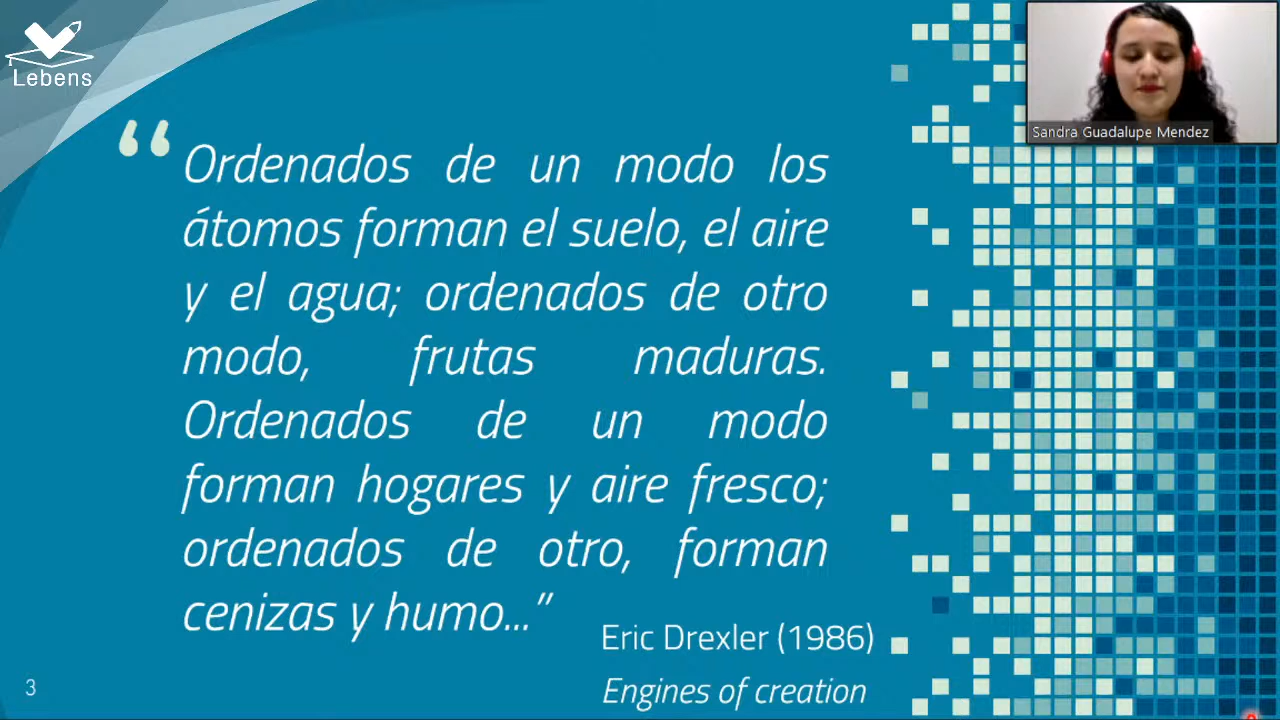 Lebens
Sandra Guadalupe Mendez
“
Ordenados de un modo los
átomos forman el suelo, el aire
y el agua; ordenados de otro
modo, frutas maduras.
Ordenados de un modo
forman hogares y aire fresco;
ordenados de otro, forman
cenizas y humo...”
Eric Drexler (1986)
Engines of creation
3